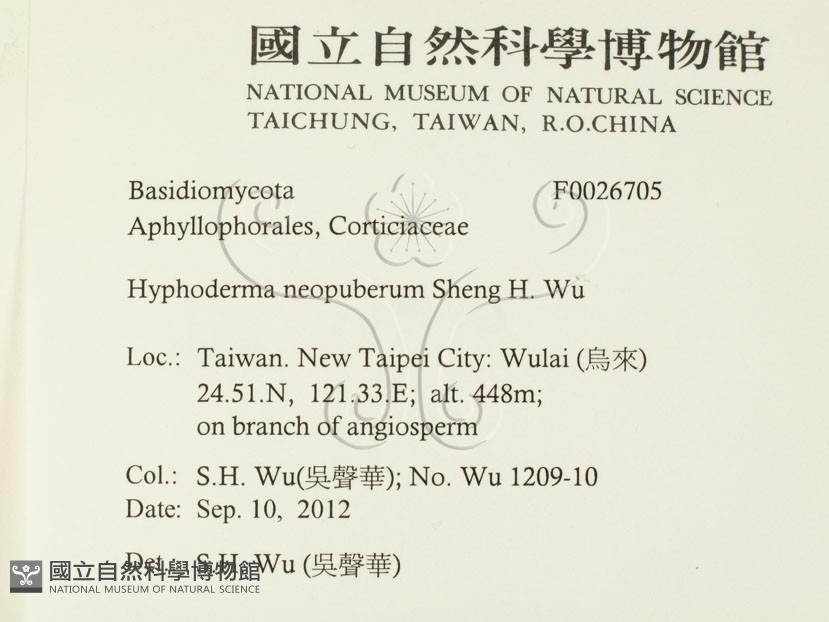 國立自然科學博物館
NATIONAL MUSEUM OF NATURAL SCIENCE
TAICHUNG, TAIWAN, R.O.CHINA
Basidiomycota F0026705
Aphyllophorales, Corticiaceae
Hyphoderma neopuberum Sheng H. Wu
Loc.: Taiwan. New Taipei City: Wulai (烏來)
24.51.N, 121.33.E; alt. 448m;
on branch of angiosperm
Col.: S.H. Wu(吳聲華); No. Wu 1209-10
Date: Sep. 10, 2012
Det.: S.H. Wu (吳聲華)
國立自然科學博物館
NATIONAL MUSEUM OF NATURAL SCIENCE